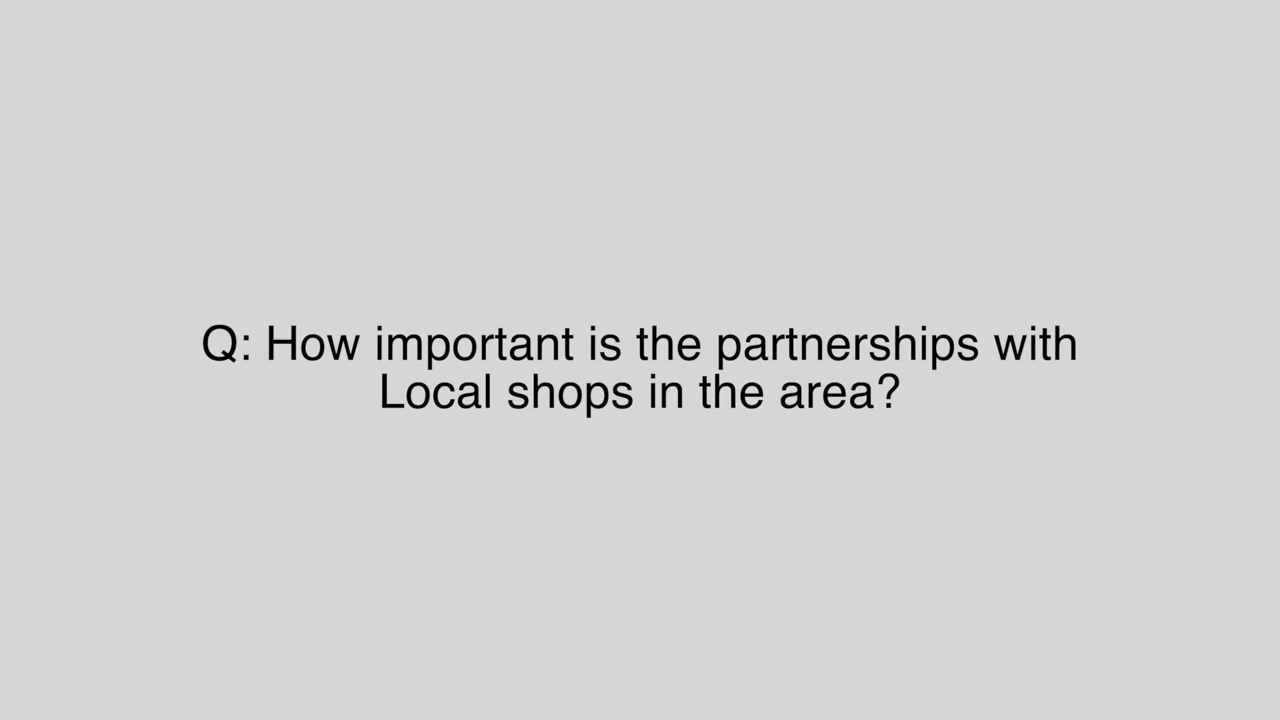 Q: How important is the partnerships with
Local shops in the area?